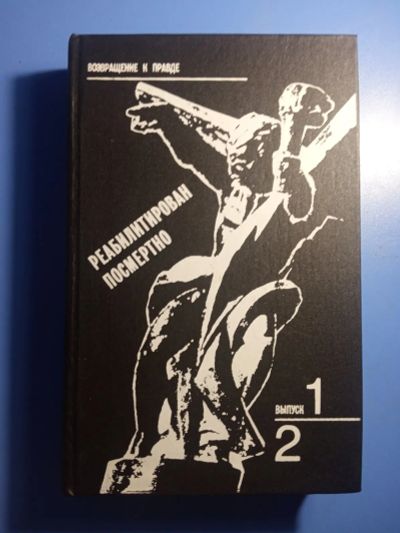 ВОЗВРАЩЕНИЕ К ПРАВДЕ
РЕАБИЛИТИРОВАН
ПОСМЕРТНО
ВЫПУСК 1
2